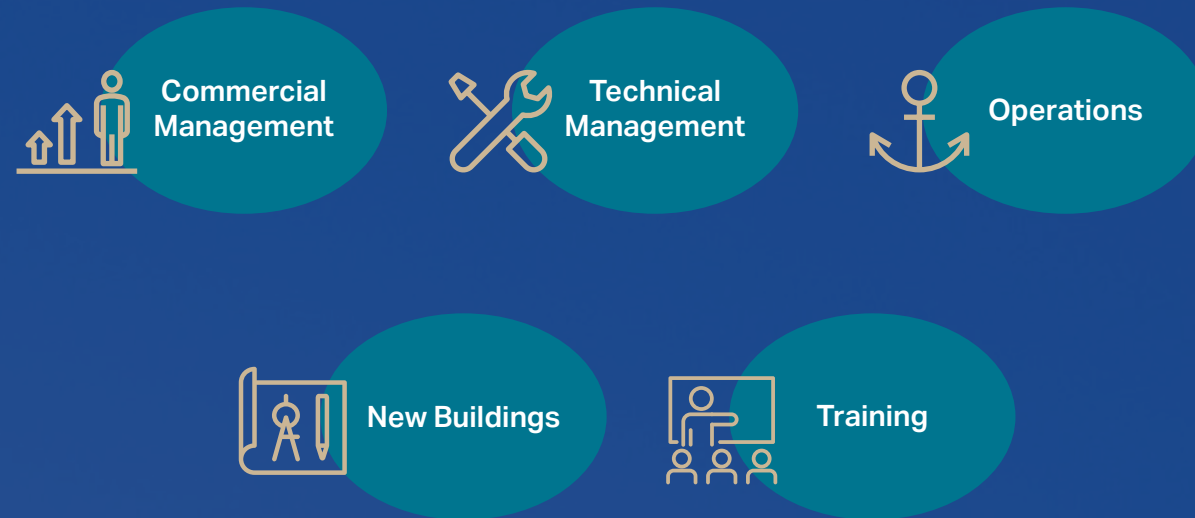 Commercial
Management
Technical
Management
Operations
New Buildings
Training